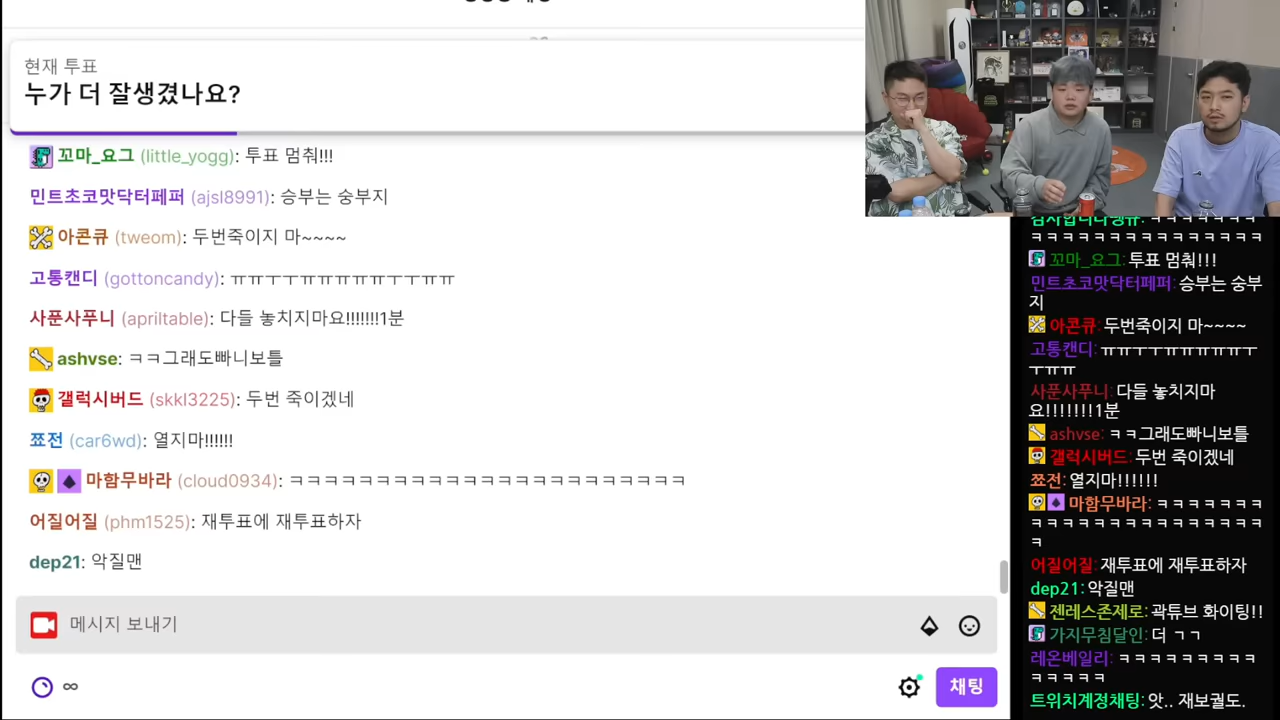 현재 투표
누가 더 잘생겼나요?
꼬마_요그 (little_yogg): 투표 멈춰!!!
민트초코맛닥터페퍼 (ajsl8991): 승부는 숭부지
아콘큐 (tweom): 두번죽이지 마~~~~
고통캔디 (gottoncandy): ㅠㅠㅜㅜㅠㅠㅠㅠㅠㅜㅜㅠㅠ
사푼사푸니 (apriltable): 다들 놓치지마요!!!!!!!1분
ashvse: ㅋㅋ그래도빠니보틀
갤럭시버드 (skkl3225): 두번 죽이겠네
쪼전 (car6wd): 열지마!!!!!!
마함무바라 (cloud0934): ㅋㅋㅋㅋㅋㅋㅋㅋㅋㅋㅋㅋㅋㅋㅋㅋㅋㅋㅋㅋㅋㅋㅋ
어질어질 (phm1525): 재투표에 재투표하자
dep21: 악질맨
메시지 보내기
채팅
ㅋㅋㅋㅋㅋㅋㅋㅋㅋㅋㅋㅋㅋㅋㅋ
꼬마_요그: 투표 멈춰!!!
민트초코맛닥터페퍼: 승부는 숭부
지
아콘큐: 두번죽이지 마~~~~
고통캔디: ㅠㅠㅜㅜㅠㅠㅠㅠㅠㅜ
ㅜㅠㅠ
사푼사푸니: 다들 놓치지마
요!!!!!!!1분
ashvse: ㅋㅋ그래도빠니보틀
갤럭시버드: 두번 죽이겠네
쪼전: 열지마!!!!!!
마함무바라: ㅋㅋㅋㅋㅋㅋㅋ
ㅋㅋㅋㅋㅋㅋㅋㅋㅋㅋㅋㅋㅋㅋㅋ
ㅋ
어질어질: 재투표에 재투표하자
dep21: 악질맨
젠레스존제로: 곽튜브 화이팅!!
가지무침달인: 더 ㄱㄱ
레온베일리: ㅋㅋㅋㅋㅋㅋㅋㅋㅋ
ㅋㅋㅋㅋㅋ
트위치계정채팅: 앗.. 재보궐도.